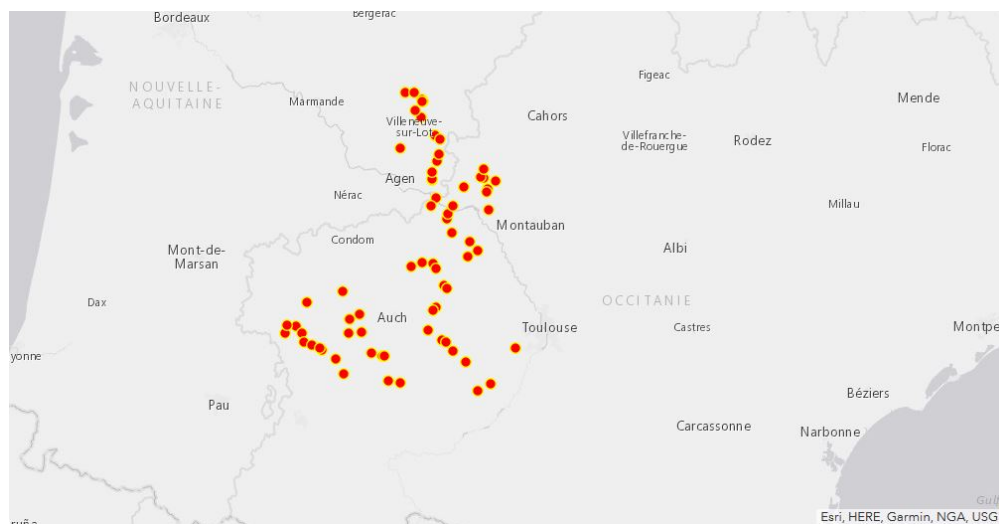 Bordeaux
Bergerac
NOUVELLE-
AQUITAINE
Marmande
Figeac
Mende
Cahors
Villeneuve-
sur-Lot
Villefranche-
de-Rouergue
Rodez
Florac
Agen
Nérac
Millau
Montauban
Condom
Albi
Mont-de-
Marsan
OCCITANIE
Dax
Auch
Toulouse
Castres
Montpe
yonne
Béziers
Pau
Carcassonne
Narbonne
Gulf
ruña
Esri, HERE, Garmin, NGA, USG